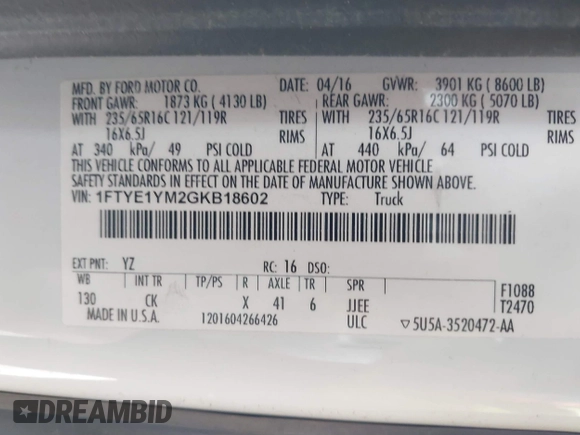 MFD. BY FORD MOTOR CO. DATE: 04/16 GVWR: 3901 KG ( 8600 LB)
FRONT GAWR: 1873 KG ( 4130 LB) REAR GAWR: 2300 KG ( 5070 LB)
WITH 235/65R16C 121/119R TIRES WITH 235/65R16C 121/119R TIRES
16X6.5J RIMS 16X6.5J RIMS
AT 340 kPa/ 49 PSI COLD AT 440 kPa/ 64 PSI COLD
THIS VEHICLE CONFORMS TO ALL APPLICABLE FEDERAL MOTOR VEHICLE
SAFETY STANDARDS IN EFFECT ON THE DATE OF MANUFACTURE SHOWN ABOVE.
VIN: 1FTYE1YM2GKB18602 TYPE: Truck
EXT PNT: YZ RC: 16 DSO:
WB INT TR TP/PS R AXLE TR SPR F1088
130 CK X 41 6 JJEE T2470
MADE IN U.S.A. 1201604266426 ULC ▽5U5A-3520472-AA
DREAMBID